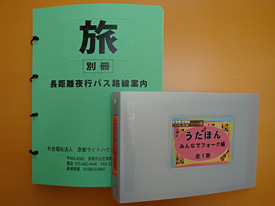 旅
別冊
長距離夜行バス路線案内
社会福祉法人 京都ライトハウス
うたほん
みんなでフォーク編
全1巻